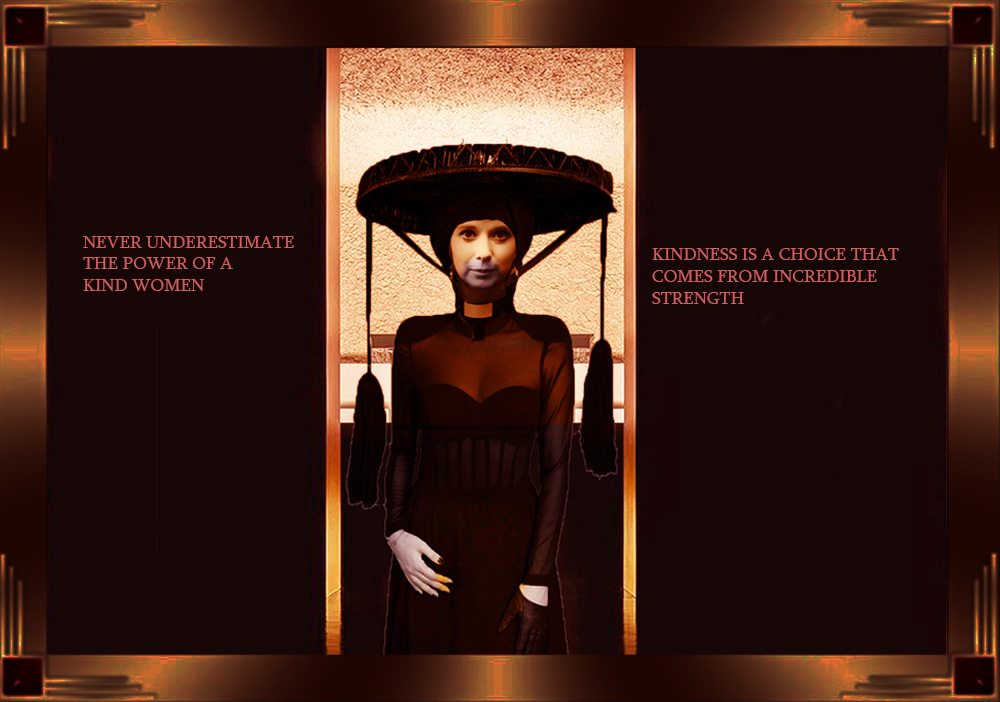 NEVER UNDERESTIMATE
THE POWER OF A
KIND WOMEN
KINDNESS IS A CHOICE THAT
COMES FROM INCREDIBLE
STRENGTH